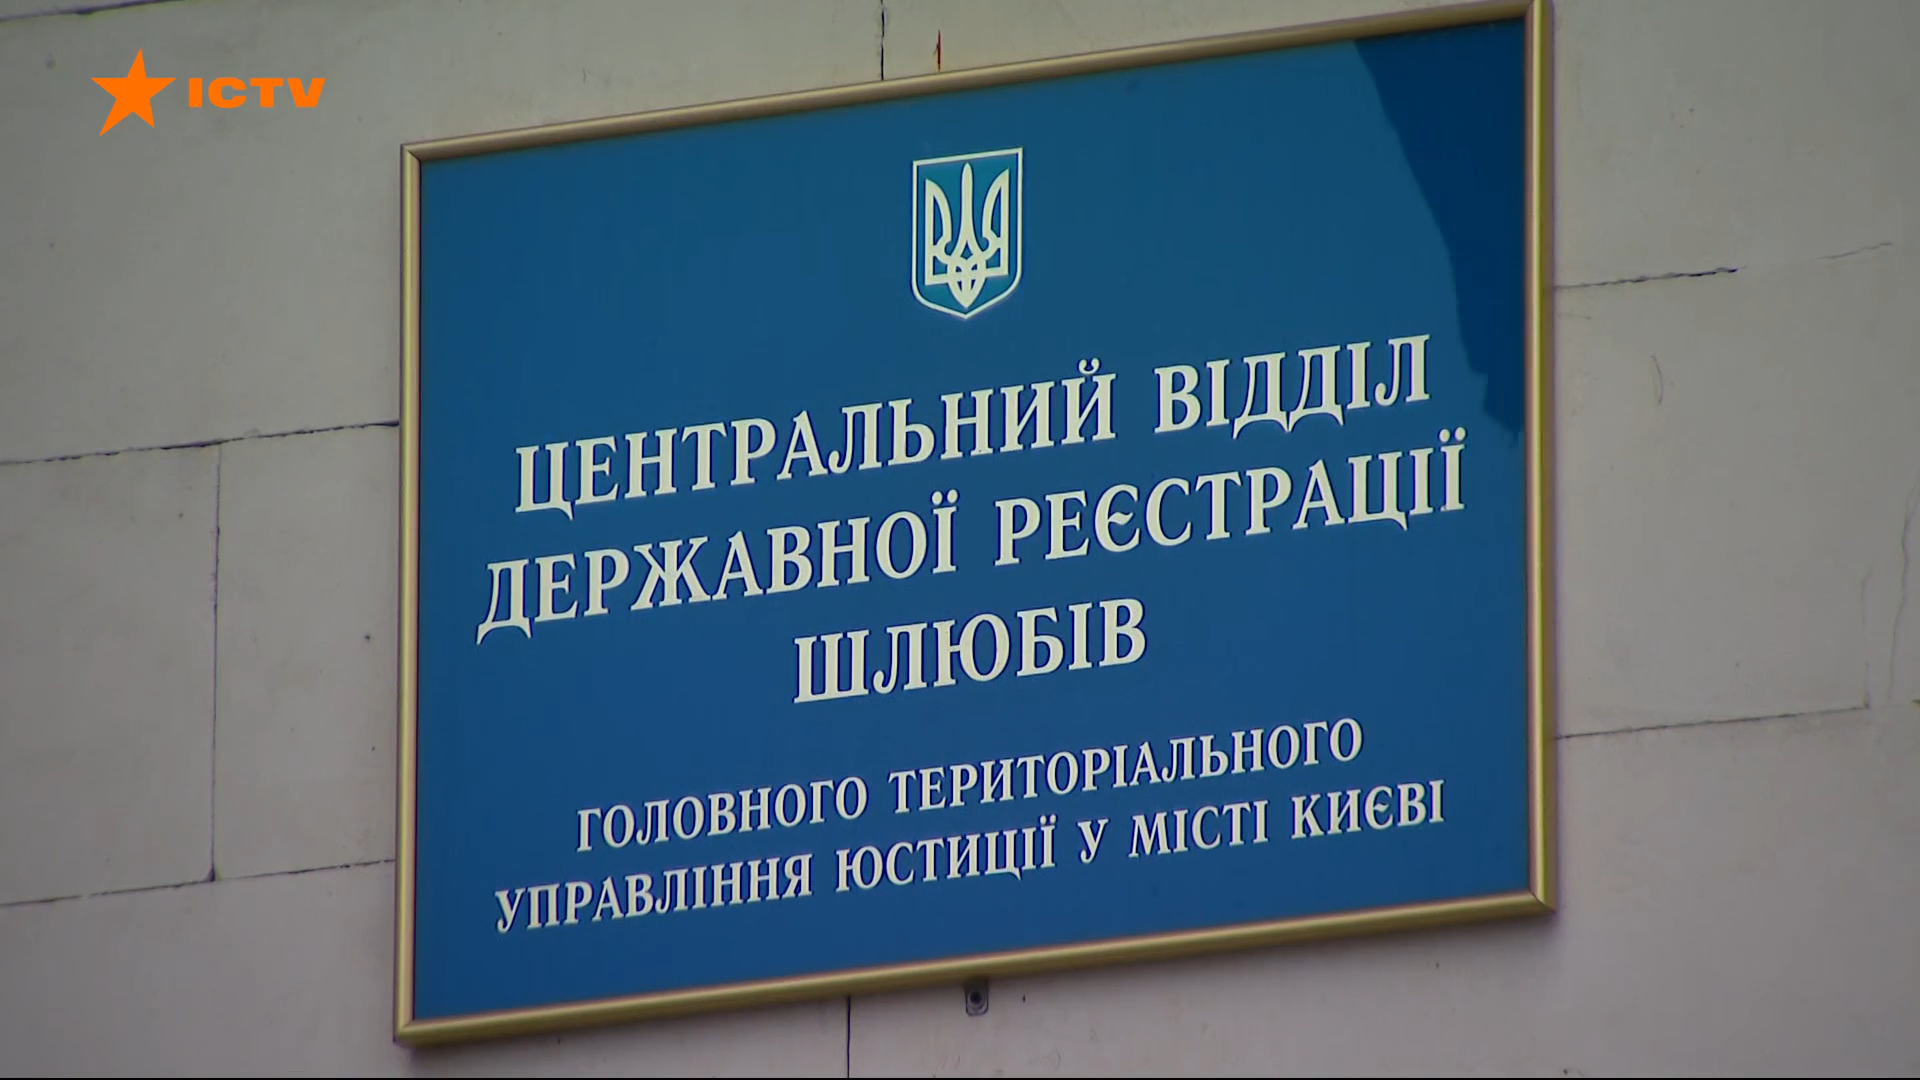 ICTV
ЦЕНТРАЛЬНИЙ ВІДДІЛ
ДЕРЖАВНОЇ РЕЄСТРАЦІЇ
ШЛЮБІВ
ГОЛОВНОГО ТЕРИТОРІАЛЬНОГО
УПРАВЛІННЯ ЮСТИЦІЇ У МІСТІ КИЄВІ